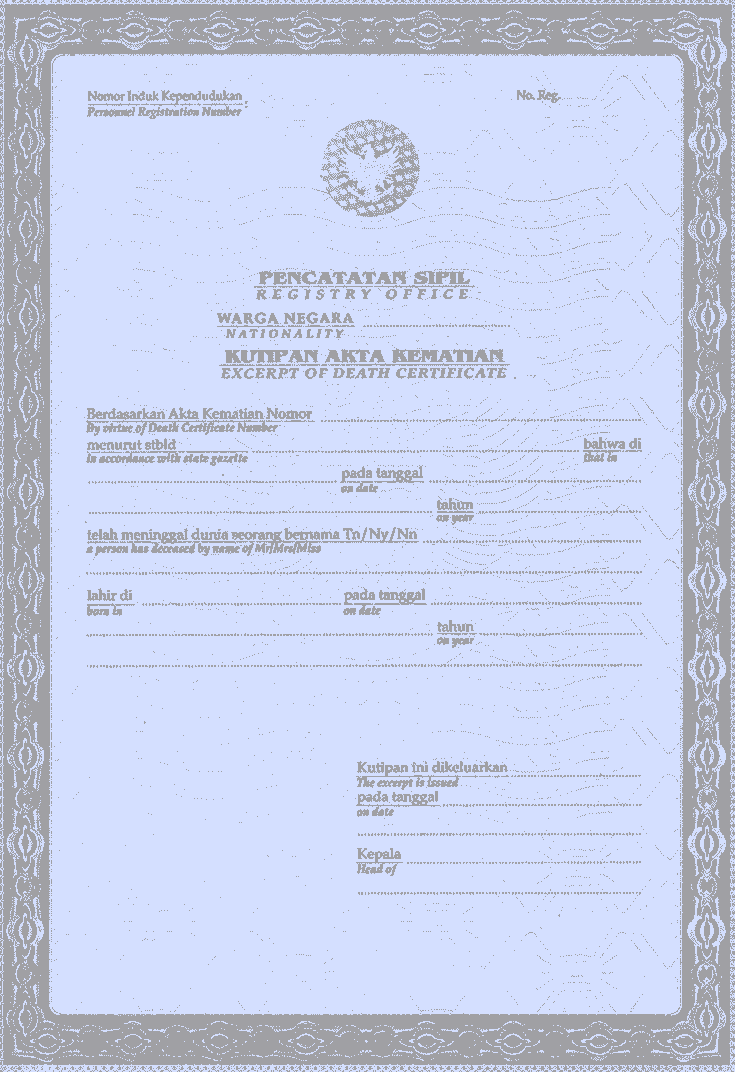 Nomor Induk Kependudukan : No. Reg.
Personnel Registration Number
PENCATATAN SIPIL
REGISTRY OFFICE
WARGA NEGARA
NATIONALITY
KUTIPAN AKTA KEMATIAN
EXCERPT OF DEATH CERTIFICATE
Berdasarkan Akta Kematian Nomor
By virtue of Death Certificate Number
menurut stbld bahwa di
in accordance with state gazette that in
pada tanggal
on date
tahun
on year
telah meninggal dunia seorang bernama Tn/Ny/Nn
a person has deceased by name of Mr/Mrs/Miss
lahir di pada tanggal
born in on date
tahun
on year
Kutipan ini dikeluarkan
The excerpt is issued
pada tanggal
on date
Kepala
Head of